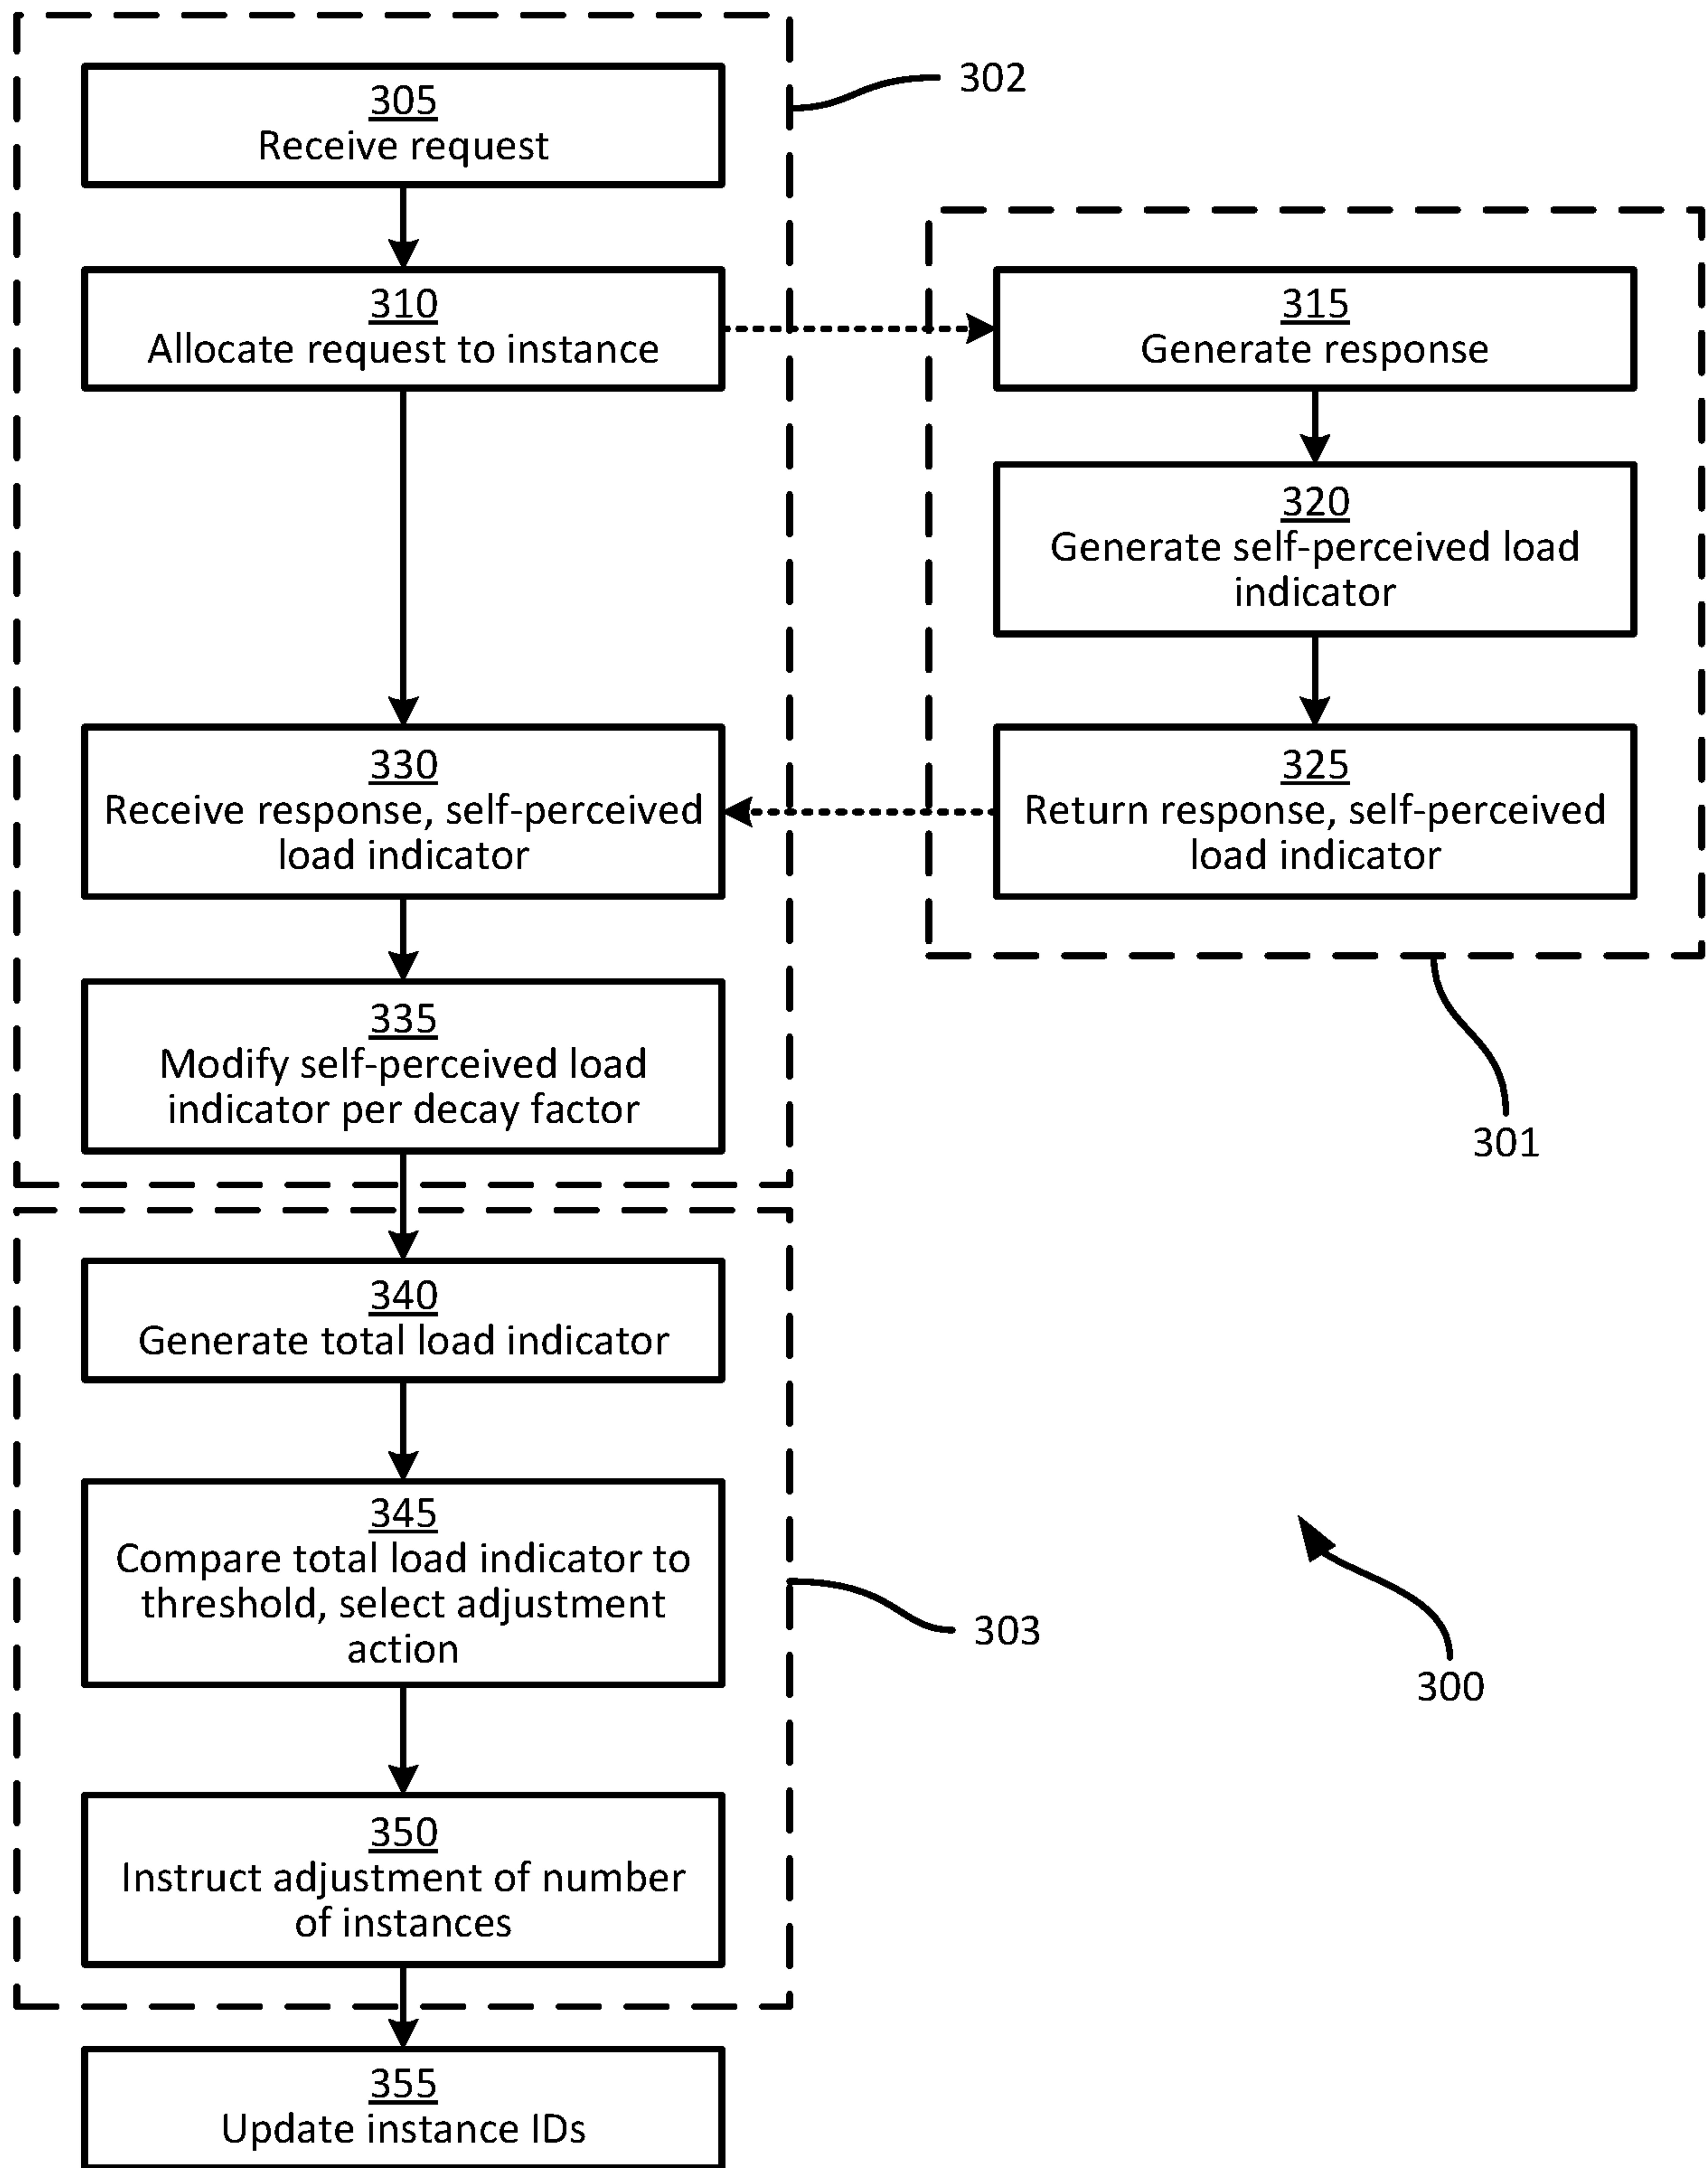 302
305
Receive request
310
Allocate request to instance
315
Generate response
320
Generate self-perceived load
indicator
330
Receive response, self-perceived
load indicator
325
Return response, self-perceived
load indicator
335
Modify self-perceived load
indicator per decay factor
301
340
Generate total load indicator
345
Compare total load indicator to
threshold, select adjustment
action
303
300
350
Instruct adjustment of number
of instances
355
Update instance IDs